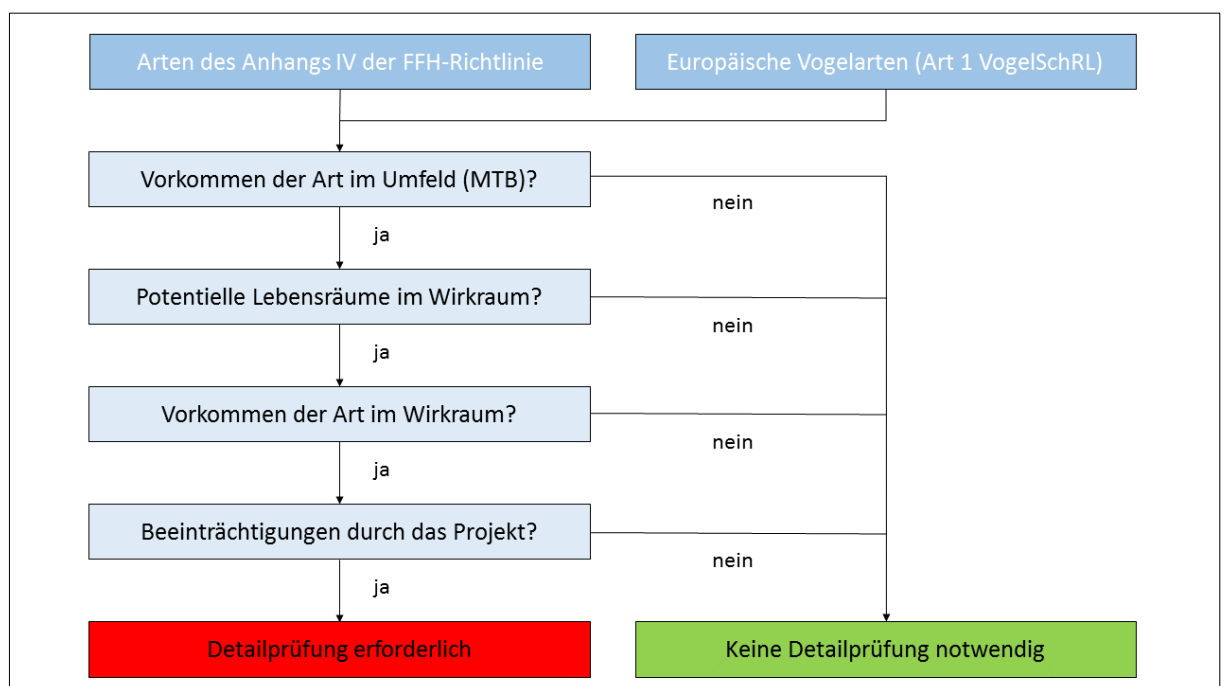 Arten des Anhangs IV der FFH-Richtlinie
Europäische Vogelarten (Art 1 VogelSchRL)
Vorkommen der Art im Umfeld (MTB)?
nein
ja
Potentielle Lebensräume im Wirkraum?
nein
ja
Vorkommen der Art im Wirkraum?
nein
ja
Beeinträchtigungen durch das Projekt?
nein
ja
Detailprüfung erforderlich
Keine Detailprüfung notwendig